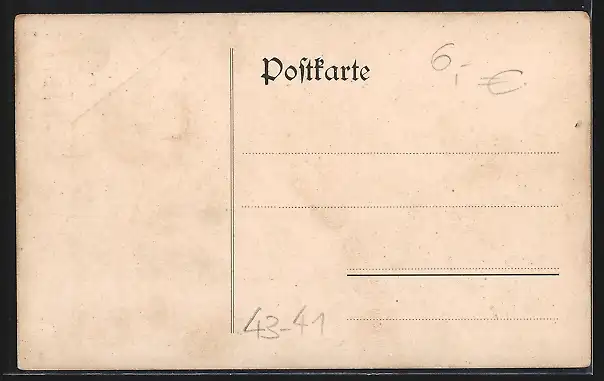 Postkarte
6,- €
43-41